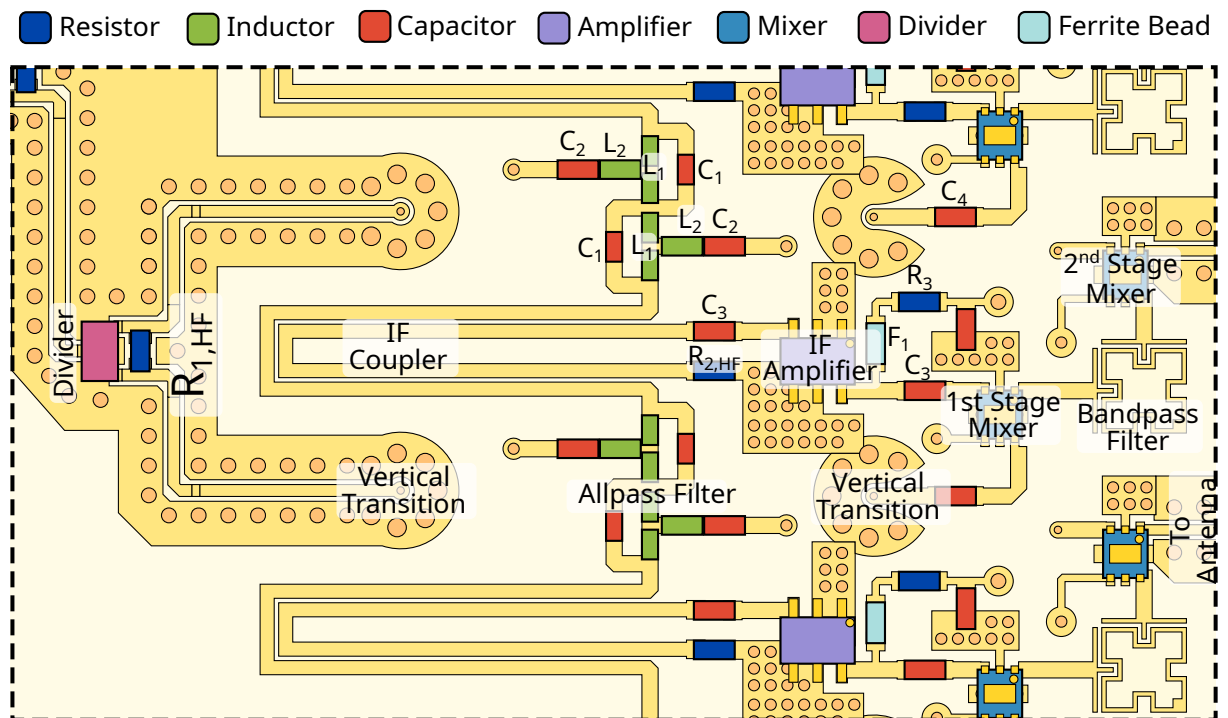 Resistor Inductor Capacitor Amplifier Mixer Divider Ferrite Bead
C₂ L₂ L₁ C₁
C₄
C₁ L₁ L₂ C₂
2ⁿᵈ Stage
Mixer
R₃
Divider
R₁,HF
IF
Coupler
C₃
R₂,HF
IF
Amplifier
F₁
C₃
1st Stage
Mixer
Bandpass
Filter
Vertical
Transition
Allpass Filter
Vertical
Transition
To
Antenna